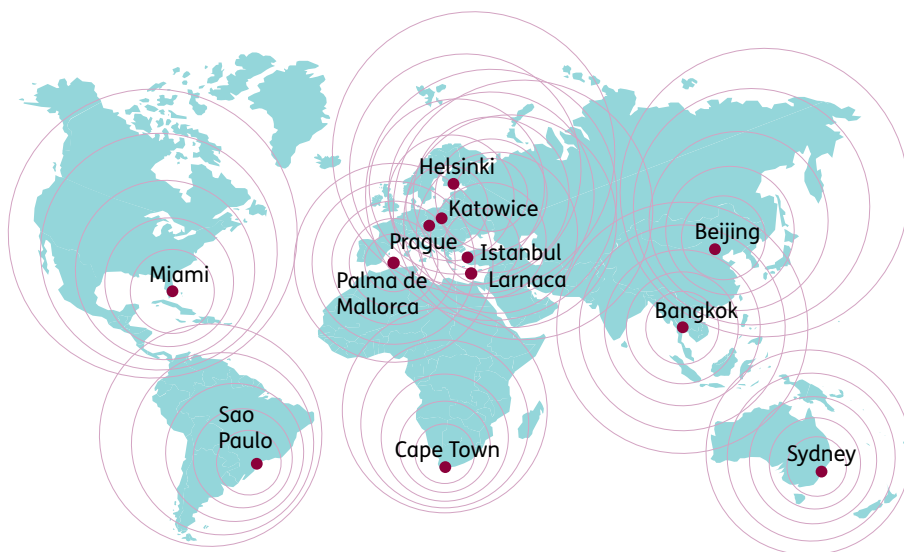 Helsinki
Katowice
Prague
Istanbul
Beijing
Miami
Palma de
Mallorca
Larnaca
Bangkok
Sao
Paulo
Cape Town
Sydney